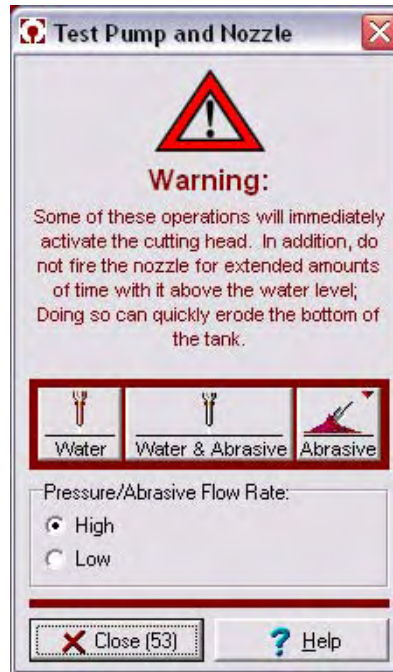 Test Pump and Nozzle
Warning:
Some of these operations will immediately
activate the cutting head. In addition, do
not fire the nozzle for extended amounts
of time with it above the water level;
Doing so can quickly erode the bottom of
the tank.
Water Water & Abrasive Abrasive
Pressure/Abrasive Flow Rate:
High
Low
Close (53) Help